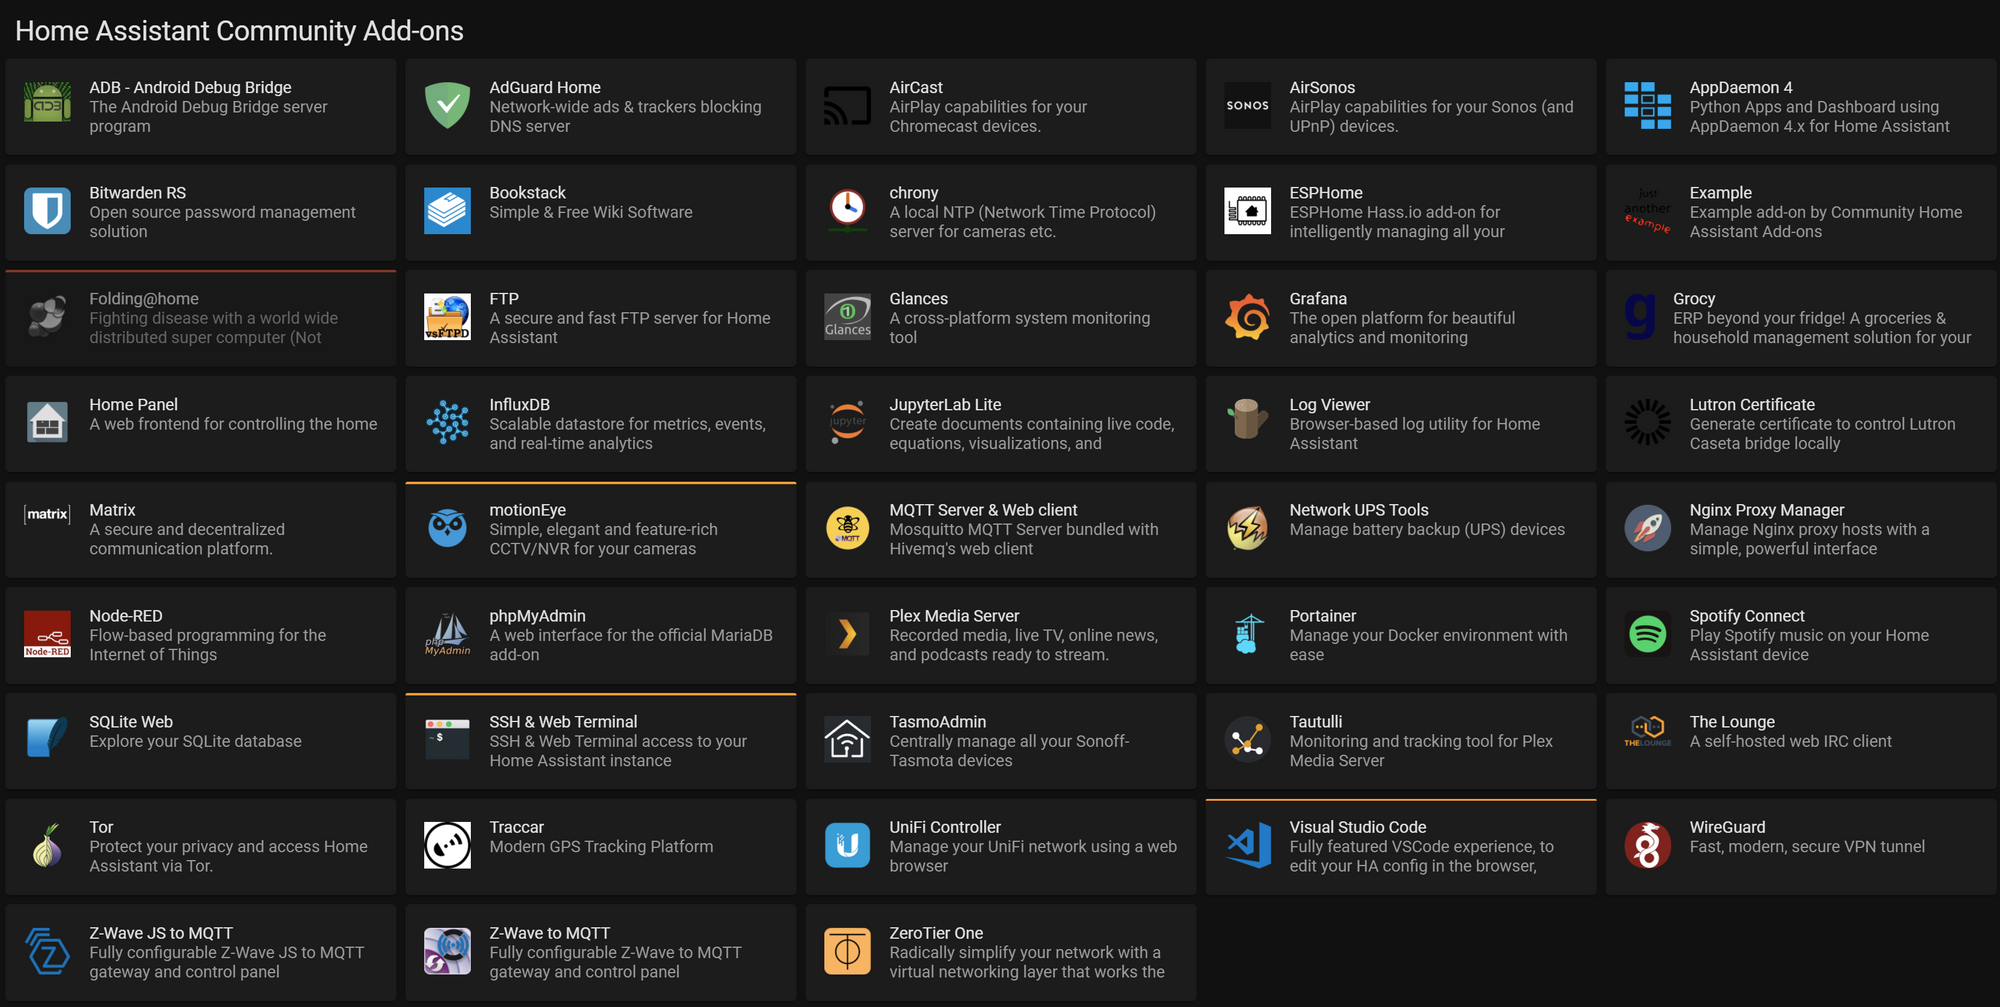 Home Assistant Community Add-ons
ADB - Android Debug Bridge
The Android Debug Bridge server
program
AdGuard Home
Network-wide ads & trackers blocking
DNS server
AirCast
AirPlay capabilities for your
Chromecast devices.
SONOS
AirSonos
AirPlay capabilities for your Sonos (and
UPnP) devices.
AppDaemon 4
Python Apps and Dashboard using
AppDaemon 4.x for Home Assistant
Bitwarden RS
Open source password management
solution
Bookstack
Simple & Free Wiki Software
chrony
A local NTP (Network Time Protocol)
server for cameras etc.
ESPHome
ESPHome Hass.io add-on for
intelligently managing all your
just
another
example
Example
Example add-on by Community Home
Assistant Add-ons
Folding@home
Fighting disease with a world wide
distributed super computer (Not
vsFTPD
FTP
A secure and fast FTP server for Home
Assistant
Glances
Glances
A cross-platform system monitoring
tool
Grafana
The open platform for beautiful
analytics and monitoring
g
Grocy
ERP beyond your fridge! A groceries &
household management solution for your
Home Panel
A web frontend for controlling the home
InfluxDB
Scalable datastore for metrics, events,
and real-time analytics
jupyter
JupyterLab Lite
Create documents containing live code,
equations, visualizations, and
Log Viewer
Browser-based log utility for Home
Assistant
Lutron Certificate
Generate certificate to control Lutron
Caseta bridge locally
[matrix]
Matrix
A secure and decentralized
communication platform.
motionEye
Simple, elegant and feature-rich
CCTV/NVR for your cameras
MQTT
MQTT Server & Web client
Mosquitto MQTT Server bundled with
Hivemq's web client
Network UPS Tools
Manage battery backup (UPS) devices
Nginx Proxy Manager
Manage Nginx proxy hosts with a
simple, powerful interface
Node-RED
Node-RED
Flow-based programming for the
Internet of Things
php
MyAdmin
phpMyAdmin
A web interface for the official MariaDB
add-on
Plex Media Server
Recorded media, live TV, online news,
and podcasts ready to stream.
Portainer
Manage your Docker environment with
ease
Spotify Connect
Play Spotify music on your Home
Assistant device
SQLite Web
Explore your SQLite database
~ $
SSH & Web Terminal
SSH & Web Terminal access to your
Home Assistant instance
TasmoAdmin
Centrally manage all your Sonoff-
Tasmota devices
Tautulli
Monitoring and tracking tool for Plex
Media Server
THELOUNGE
The Lounge
A self-hosted web IRC client
Tor
Protect your privacy and access Home
Assistant via Tor.
Traccar
Modern GPS Tracking Platform
U
UniFi Controller
Manage your UniFi network using a web
browser
Visual Studio Code
Fully featured VSCode experience, to
edit your HA config in the browser,
WireGuard
Fast, modern, secure VPN tunnel
Z
Z-Wave JS to MQTT
Fully configurable Z-Wave JS to MQTT
gateway and control panel
Z-Wave to MQTT
Fully configurable Z-Wave to MQTT
gateway and control panel
ZeroTier One
Radically simplify your network with a
virtual networking layer that works the